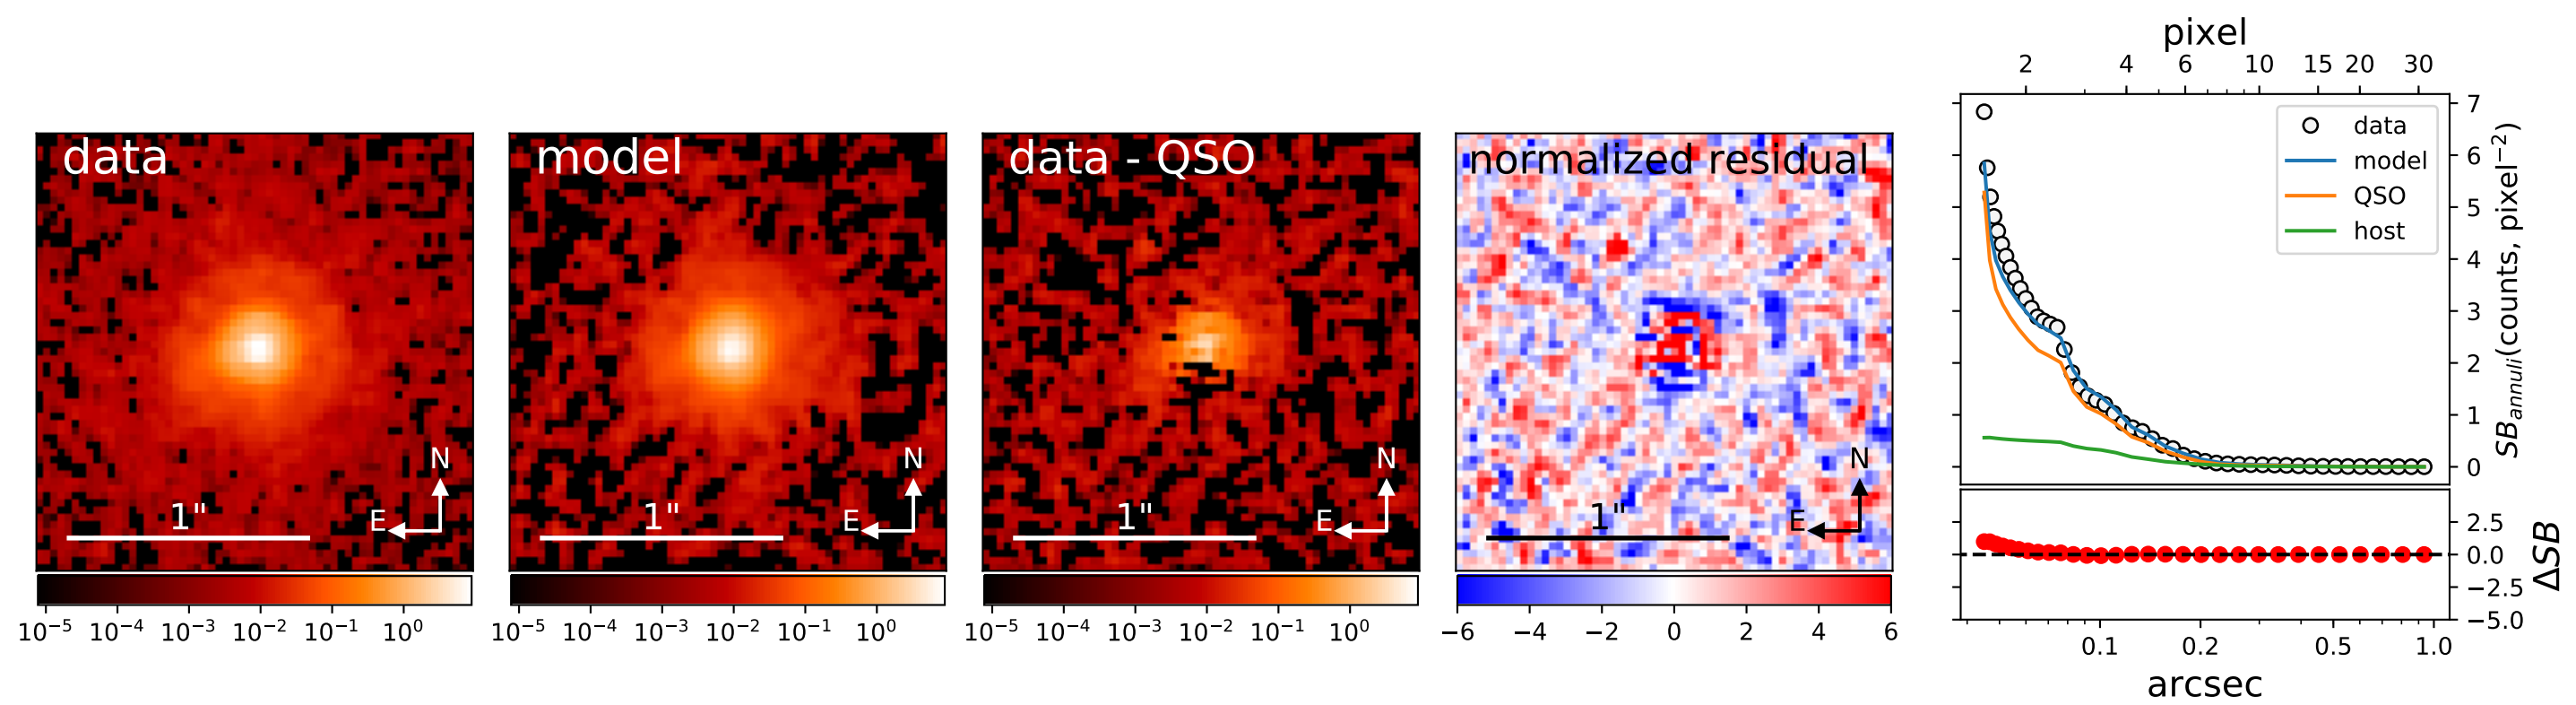 data
1"
N
E
10⁻⁵ 10⁻⁴ 10⁻³ 10⁻² 10⁻¹ 10⁰
model
1"
N
E
10⁻⁵ 10⁻⁴ 10⁻³ 10⁻² 10⁻¹ 10⁰
data - QSO
1"
N
E
10⁻⁵ 10⁻⁴ 10⁻³ 10⁻² 10⁻¹ 10⁰
normalized residual
1"
N
E
−6 −4 −2 0 2 4 6
pixel
2 4 6 10 15 20 30
data
model
QSO
host
7
6
5
4
3
2
1
0
SB_annuli(counts, pixel⁻²)
2.5
0.0
−2.5
−5.0
ΔSB
0.1 0.2 0.5 1.0
arcsec